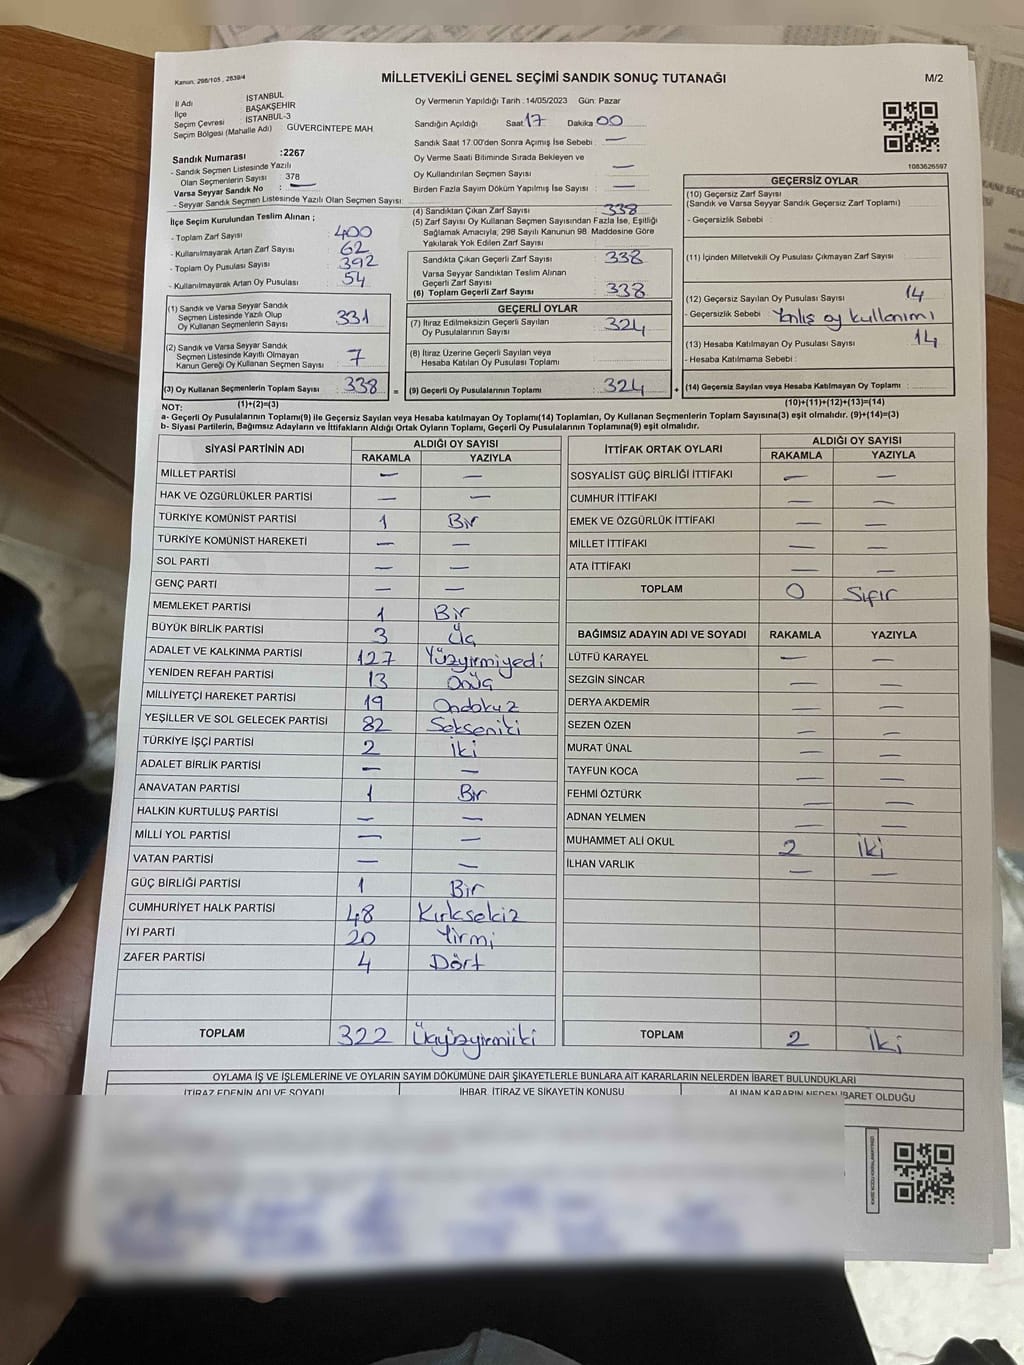 Kanun: 298/105 , 2839/4
MİLLETVEKİLİ GENEL SEÇİMİ SANDIK SONUÇ TUTANAĞI
M/2
İl Adı : İSTANBUL
İlçe : BAŞAKŞEHİR
Seçim Çevresi : İSTANBUL-3
Seçim Bölgesi (Mahalle Adı) : GÜVERCİNTEPE MAH.
Sandık Numarası :2267
- Sandık Seçmen Listesinde Yazılı
Olan Seçmenlerin Sayısı : 378
Varsa Seyyar Sandık No : —
- Seyyar Sandık Seçmen Listesinde Yazılı Olan Seçmen Sayısı:
Oy Vermenin Yapıldığı Tarih :14/05/2023 Gün: Pazar
Sandığın Açıldığı Saat 17 Dakika 00
Sandık Saat 17:00'den Sonra Açımış İse Sebebi : —
Oy Verme Saati Bitiminde Sırada Bekleyen ve
Oy Kullandırılan Seçmen Sayısı : —
Birden Fazla Sayım Döküm Yapılmış İse Sayısı : —
1083626597
İlçe Seçim Kurulundan Teslim Alınan ;
- Toplam Zarf Sayısı : 400
- Kullanılmayarak Artan Zarf Sayısı : 62
- Toplam Oy Pusulası Sayısı : 392
- Kullanılmayarak Artan Oy Pusulası : 54
(1) Sandık ve Varsa Seyyar Sandık
Seçmen Listesinde Yazılı Olup
Oy Kullanan Seçmenlerin Sayısı : 331
(2) Sandık ve Varsa Seyyar Sandık
Seçmen Listesinde Kayıtlı Olmayan
Kanun Gereği Oy Kullanan Seçmen Sayısı : 7
(3) Oy Kullanan Seçmenlerin Toplam Sayısı : 338 =
(1)+(2)=(3)
(4) Sandıktan Çıkan Zarf Sayısı : 338
(5) Zarf Sayısı Oy Kullanan Seçmen Sayısından Fazla İse, Eşitliği
Sağlamak Amacıyla; 298 Sayılı Kanunun 98. Maddesine Göre
Yakılarak Yok Edilen Zarf Sayısı :
Sandıkta Çıkan Geçerli Zarf Sayısı : 338
Varsa Seyyar Sandıktan Teslim Alınan
Geçerli Zarf Sayısı :
(6) Toplam Geçerli Zarf Sayısı : 338
GEÇERLİ OYLAR
(7) İtiraz Edilmeksizin Geçerli Sayılan
Oy Pusulalarının Sayısı : 324
(8) İtiraz Üzerine Geçerli Sayılan veya
Hesaba Katılan Oy Pusulası Toplamı :
(9) Geçerli Oy Pusulalarının Toplamı : 324 +
GEÇERSİZ OYLAR
(10) Geçersiz Zarf Sayısı
(Sandık ve Varsa Seyyar Sandık Geçersiz Zarf Toplamı)
- Geçersizlik Sebebi :
(11) İçinden Milletvekili Oy Pusulası Çıkmayan Zarf Sayısı :
(12) Geçersiz Sayılan Oy Pusulası Sayısı : 14
- Geçersizlik Sebebi : Yanlış oy kullanımı
(13) Hesaba Katılmayan Oy Pusulası Sayısı : 14
- Hesaba Katılmama Sebebi :
(14) Geçersiz Sayılan veya Hesaba Katılmayan Oy Toplamı :
(10)+(11)+(12)+(13)=(14)
NOT:
a- Geçerli Oy Pusulalarının Toplamı(9) ile Geçersiz Sayılan veya Hesaba katılmayan Oy Toplamı(14) Toplamları, Oy Kullanan Seçmenlerin Toplam Sayısına(3) eşit olmalıdır. (9)+(14)=(3)
b- Siyasi Partilerin, Bağımsız Adayların ve İttifakların Aldığı Ortak Oyların Toplamı, Geçerli Oy Pusulalarının Toplamına(9) eşit olmalıdır.
SİYASİ PARTİNİN ADI ALDIĞI OY SAYISI
RAKAMLA YAZIYLA
MİLLET PARTİSİ — —
HAK VE ÖZGÜRLÜKLER PARTİSİ — —
TÜRKİYE KOMÜNİST PARTİSİ 1 Bir
TÜRKİYE KOMÜNİST HAREKETİ — —
SOL PARTİ — —
GENÇ PARTİ — —
MEMLEKET PARTİSİ 1 Bir
BÜYÜK BİRLİK PARTİSİ 3 Üç
ADALET VE KALKINMA PARTİSİ 127 Yüzyirmiyedi
YENİDEN REFAH PARTİSİ 13 Onüç
MİLLİYETÇİ HAREKET PARTİSİ 19 Ondokuz
YEŞİLLER VE SOL GELECEK PARTİSİ 82 Sekseniki
TÜRKİYE İŞÇİ PARTİSİ 2 İki
ADALET BİRLİK PARTİSİ — —
ANAVATAN PARTİSİ 1 Bir
HALKIN KURTULUŞ PARTİSİ — —
MİLLİ YOL PARTİSİ — —
VATAN PARTİSİ — —
GÜÇ BİRLİĞİ PARTİSİ 1 Bir
CUMHURİYET HALK PARTİSİ 48 Kırksekiz
İYİ PARTİ 20 Yirmi
ZAFER PARTİSİ 4 Dört
TOPLAM 322 Üçyüzyirmiiki
İTTİFAK ORTAK OYLARI ALDIĞI OY SAYISI
RAKAMLA YAZIYLA
SOSYALİST GÜÇ BİRLİĞİ İTTİFAKI — —
CUMHUR İTTİFAKI — —
EMEK VE ÖZGÜRLÜK İTTİFAKI — —
MİLLET İTTİFAKI — —
ATA İTTİFAKI — —
TOPLAM 0 Sıfır
BAĞIMSIZ ADAYIN ADI VE SOYADI RAKAMLA YAZIYLA
LÜTFÜ KARAYEL — —
SEZGİN SİNCAR — —
DERYA AKDEMİR — —
SEZEN ÖZEN — —
MURAT ÜNAL — —
TAYFUN KOCA — —
FEHMİ ÖZTÜRK — —
ADNAN YELMEN — —
MUHAMMET ALİ OKUL 2 İki
İLHAN VARLIK — —
TOPLAM 2 İki
OYLAMA İŞ VE İŞLEMLERİNE VE OYLARIN SAYIM DÖKÜMÜNE DAİR ŞİKAYETLERLE BUNLARA AİT KARARLARIN NELERDEN İBARET BULUNDUKLARI
İTİRAZ EDENİN ADI VE SOYADI İHBAR, İTİRAZ VE ŞİKAYETİN KONUSU ALINAN KARARIN NEDEN İBARET OLDUĞU